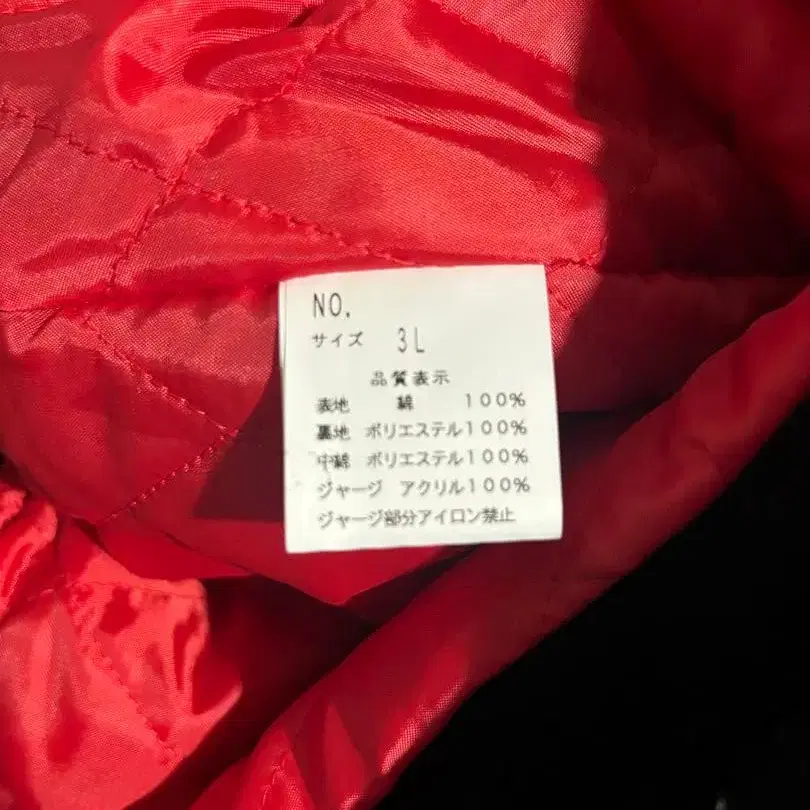 NO.
サイズ 3L
品質表示
表地 綿 100%
裏地 ポリエステル100%
中綿 ポリエステル100%
ジャージ アクリル100%
ジャージ部分アイロン禁止